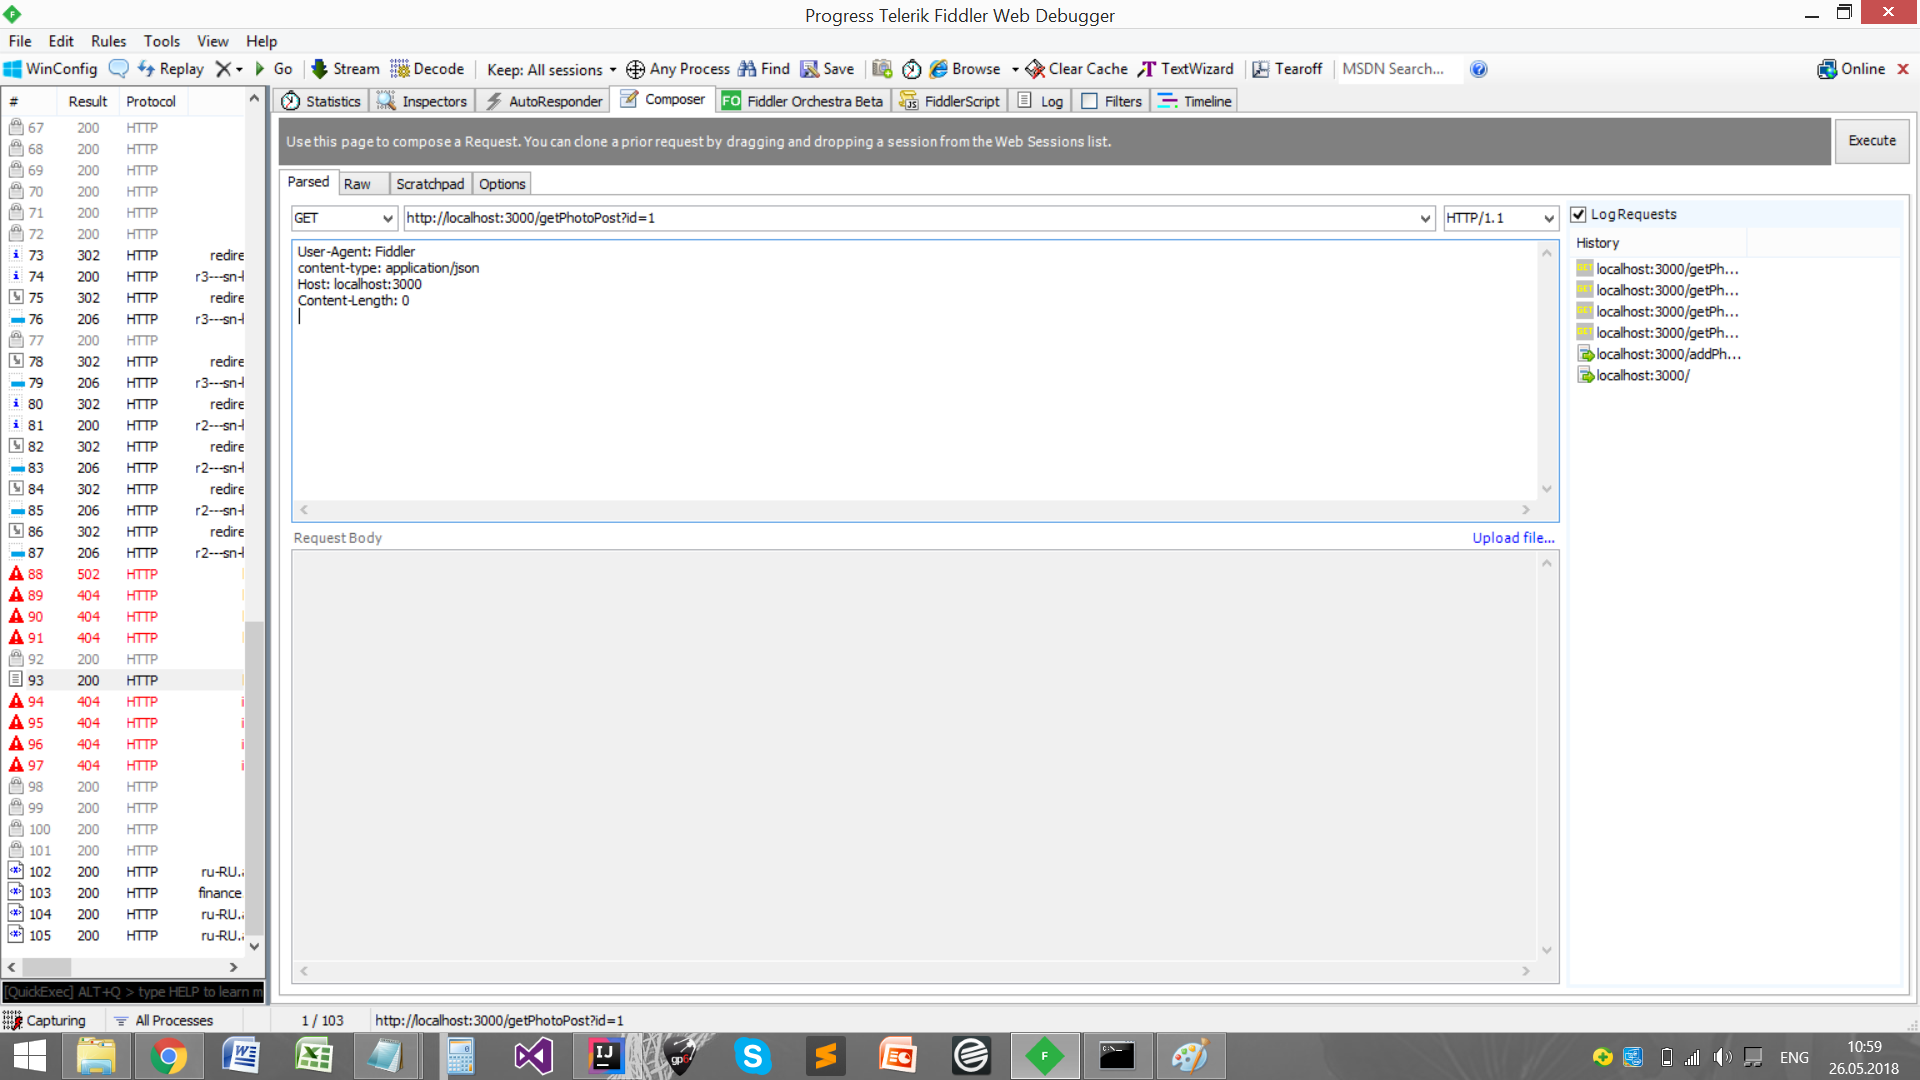 Progress Telerik Fiddler Web Debugger
File Edit Rules Tools View Help
WinConfig Replay Go Stream Decode Keep: All sessions Any Process Find Save Browse Clear Cache TextWizard Tearoff MSDN Search... Online
# Result Protocol
Statistics Inspectors AutoResponder Composer FO Fiddler Orchestra Beta FiddlerScript Log Filters Timeline
Use this page to compose a Request. You can clone a prior request by dragging and dropping a session from the Web Sessions list.
Execute
Parsed Raw Scratchpad Options
GET http://localhost:3000/getPhotoPost?id=1 HTTP/1.1
User-Agent: Fiddler
content-type: application/json
Host: localhost:3000
Content-Length: 0
Request Body Upload file...
Log Requests
History
localhost:3000/getPh...
localhost:3000/getPh...
localhost:3000/getPh...
localhost:3000/getPh...
localhost:3000/addPh...
localhost:3000/
67 200 HTTP
68 200 HTTP
69 200 HTTP
70 200 HTTP
71 200 HTTP
72 200 HTTP
73 302 HTTP redire
74 200 HTTP r3---sn-
75 302 HTTP redire
76 206 HTTP r3---sn-
77 200 HTTP
78 302 HTTP redire
79 206 HTTP r3---sn-
80 302 HTTP redire
81 200 HTTP r2---sn-
82 302 HTTP redire
83 206 HTTP r2---sn-
84 302 HTTP redire
85 206 HTTP r2---sn-
86 302 HTTP redire
87 206 HTTP r2---sn-
88 502 HTTP
89 404 HTTP
90 404 HTTP
91 404 HTTP
92 200 HTTP
93 200 HTTP
94 404 HTTP i
95 404 HTTP i
96 404 HTTP i
97 404 HTTP i
98 200 HTTP
99 200 HTTP
100 200 HTTP
101 200 HTTP
102 200 HTTP ru-RU.
103 200 HTTP finance
104 200 HTTP ru-RU.
105 200 HTTP ru-RU.
[QuickExec] ALT+Q > type HELP to learn m
Capturing All Processes 1 / 103 http://localhost:3000/getPhotoPost?id=1
ENG
10:59
26.05.2018